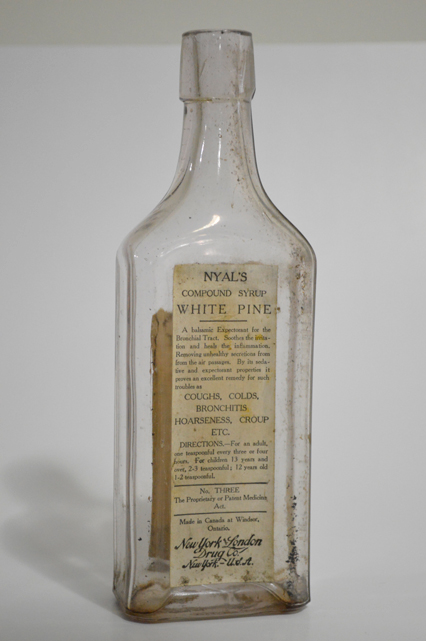 NYAL'S
COMPOUND SYRUP
WHITE PINE
A balsamic Expectorant for the
Bronchial Tract. Soothes the irrita-
tion and heals the inflammation,
Removing unhealthy secretions from
from the air passages. By its seda-
tive and expectorant properties it
proves an excellent remedy for such
troubles as
COUGHS, COLDS,
BRONCHITIS
HOARSENESS, CROUP
ETC.
DIRECTIONS.—For an adult,
one teaspoonful every three or four
hours. For children 15 years and
over, 2-3 teaspoonful; 12 years old
1-2 teaspoonful.
No. THREE
The Proprietary or Patent Medicine
Act.
Made in Canada at Windsor,
Ontario.
New York & London
Drug Co.
New York - U.S.A.